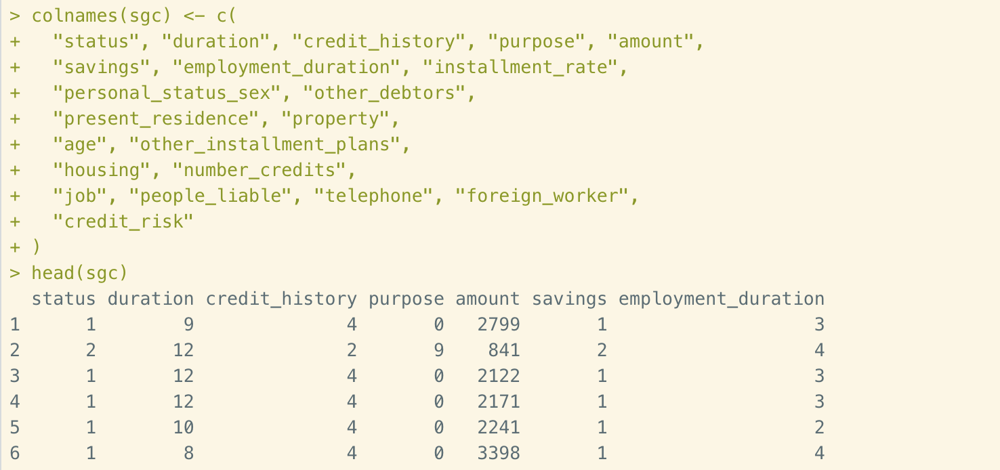 > colnames(sgc) <- c(
+   "status", "duration", "credit_history", "purpose", "amount",
+   "savings", "employment_duration", "installment_rate",
+   "personal_status_sex", "other_debtors",
+   "present_residence", "property",
+   "age", "other_installment_plans",
+   "housing", "number_credits",
+   "job", "people_liable", "telephone", "foreign_worker",
+   "credit_risk"
+ )
> head(sgc)
  status duration credit_history purpose amount savings employment_duration
1      1        9              4       0   2799       1                   3
2      2       12              2       9    841       2                   4
3      1       12              4       0   2122       1                   3
4      1       12              4       0   2171       1                   3
5      1       10              4       0   2241       1                   2
6      1        8              4       0   3398       1                   4